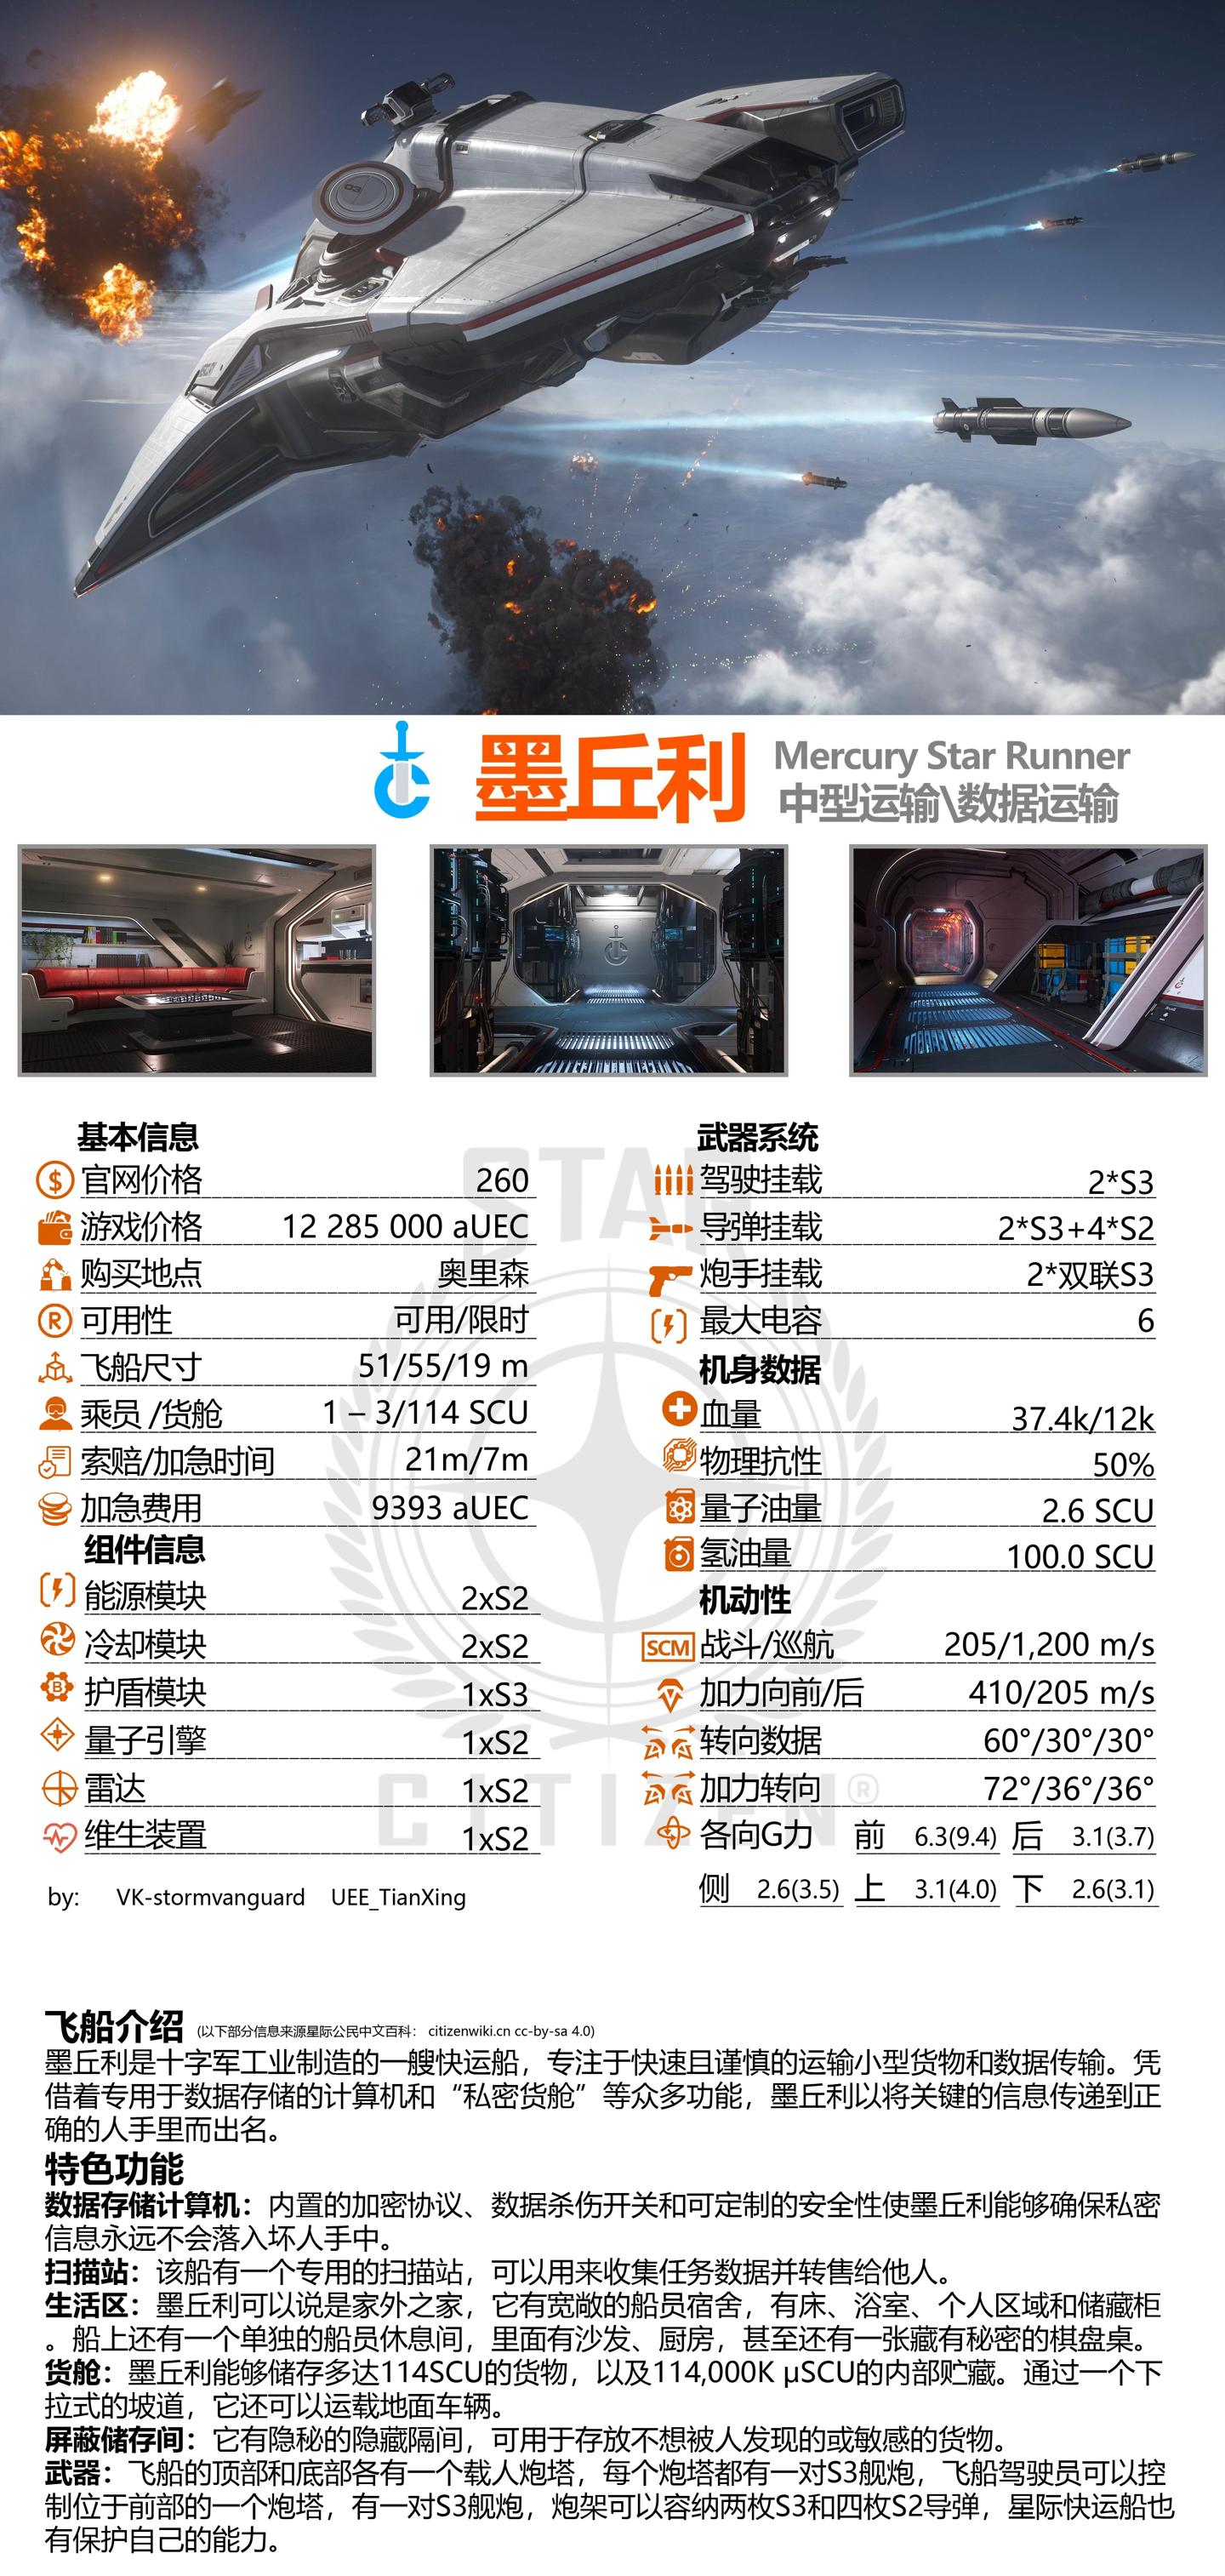 墨丘利
Mercury Star Runner
中型运输\数据运输
基本信息
官网价格 260
游戏价格 12 285 000 aUEC
购买地点 奥里森
可用性 可用/限时
飞船尺寸 51/55/19 m
乘员 /货舱 1 – 3/114 SCU
索赔/加急时间 21m/7m
加急费用 9393 aUEC
组件信息
能源模块 2xS2
冷却模块 2xS2
护盾模块 1xS3
量子引擎 1xS2
雷达 1xS2
维生装置 1xS2
by: VK-stormvanguard UEE_TianXing
武器系统
驾驶挂载 2*S3
导弹挂载 2*S3+4*S2
炮手挂载 2*双联S3
最大电容 6
机身数据
血量 37.4k/12k
物理抗性 50%
量子油量 2.6 SCU
氢油量 100.0 SCU
机动性
SCM 战斗/巡航 205/1,200 m/s
加力向前/后 410/205 m/s
转向数据 60°/30°/30°
加力转向 72°/36°/36°
各向G力 前 6.3(9.4) 后 3.1(3.7)
侧 2.6(3.5) 上 3.1(4.0) 下 2.6(3.1)
STAR
CITIZEN®
飞船介绍 (以下部分信息来源星际公民中文百科： citizenwiki.cn cc-by-sa 4.0)
墨丘利是十字军工业制造的一艘快运船，专注于快速且谨慎的运输小型货物和数据传输。凭
借着专用于数据存储的计算机和“私密货舱”等众多功能，墨丘利以将关键的信息传递到正
确的人手里而出名。
特色功能
数据存储计算机：内置的加密协议、数据杀伤开关和可定制的安全性使墨丘利能够确保私密
信息永远不会落入坏人手中。
扫描站：该船有一个专用的扫描站，可以用来收集任务数据并转售给他人。
生活区：墨丘利可以说是家外之家，它有宽敞的船员宿舍，有床、浴室、个人区域和储藏柜
。船上还有一个单独的船员休息间，里面有沙发、厨房，甚至还有一张藏有秘密的棋盘桌。
货舱：墨丘利能够储存多达114SCU的货物，以及114,000K μSCU的内部贮藏。通过一个下
拉式的坡道，它还可以运载地面车辆。
屏蔽储存间：它有隐秘的隐藏隔间，可用于存放不想被人发现的或敏感的货物。
武器：飞船的顶部和底部各有一个载人炮塔，每个炮塔都有一对S3舰炮，飞船驾驶员可以控
制位于前部的一个炮塔，有一对S3舰炮，炮架可以容纳两枚S3和四枚S2导弹，星际快运船也
有保护自己的能力。